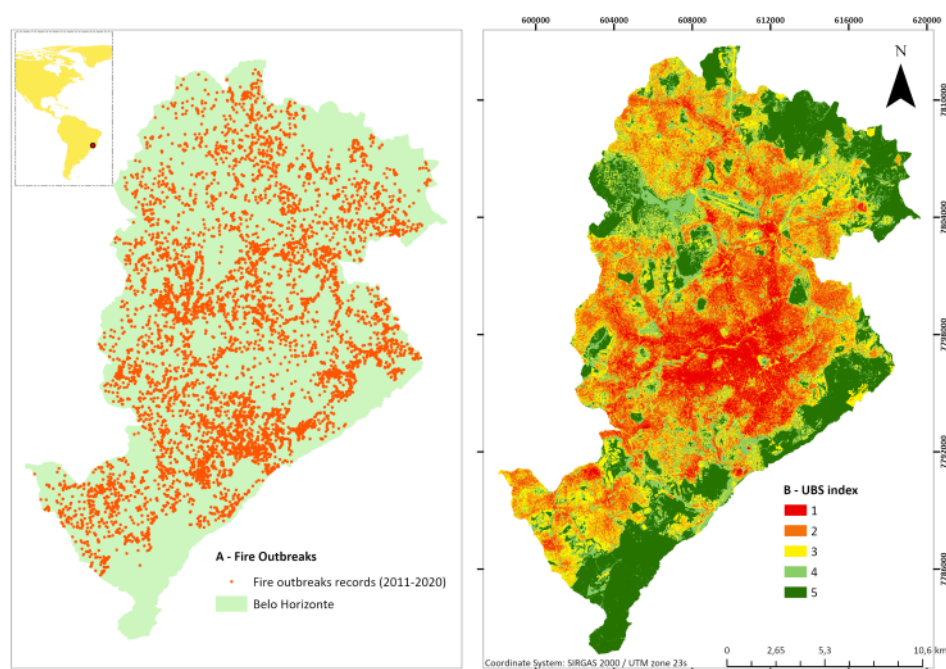 600000 604000 608000 612000 616000 620000
N
7810000
7804000
7798000
7792000
7786000
A - Fire Outbreaks
Fire outbreaks records (2011-2020)
Belo Horizonte
B - UBS index
1
2
3
4
5
Coordinate System: SIRGAS 2000 / UTM zone 23s
0 2,65 5,3 10,6 km